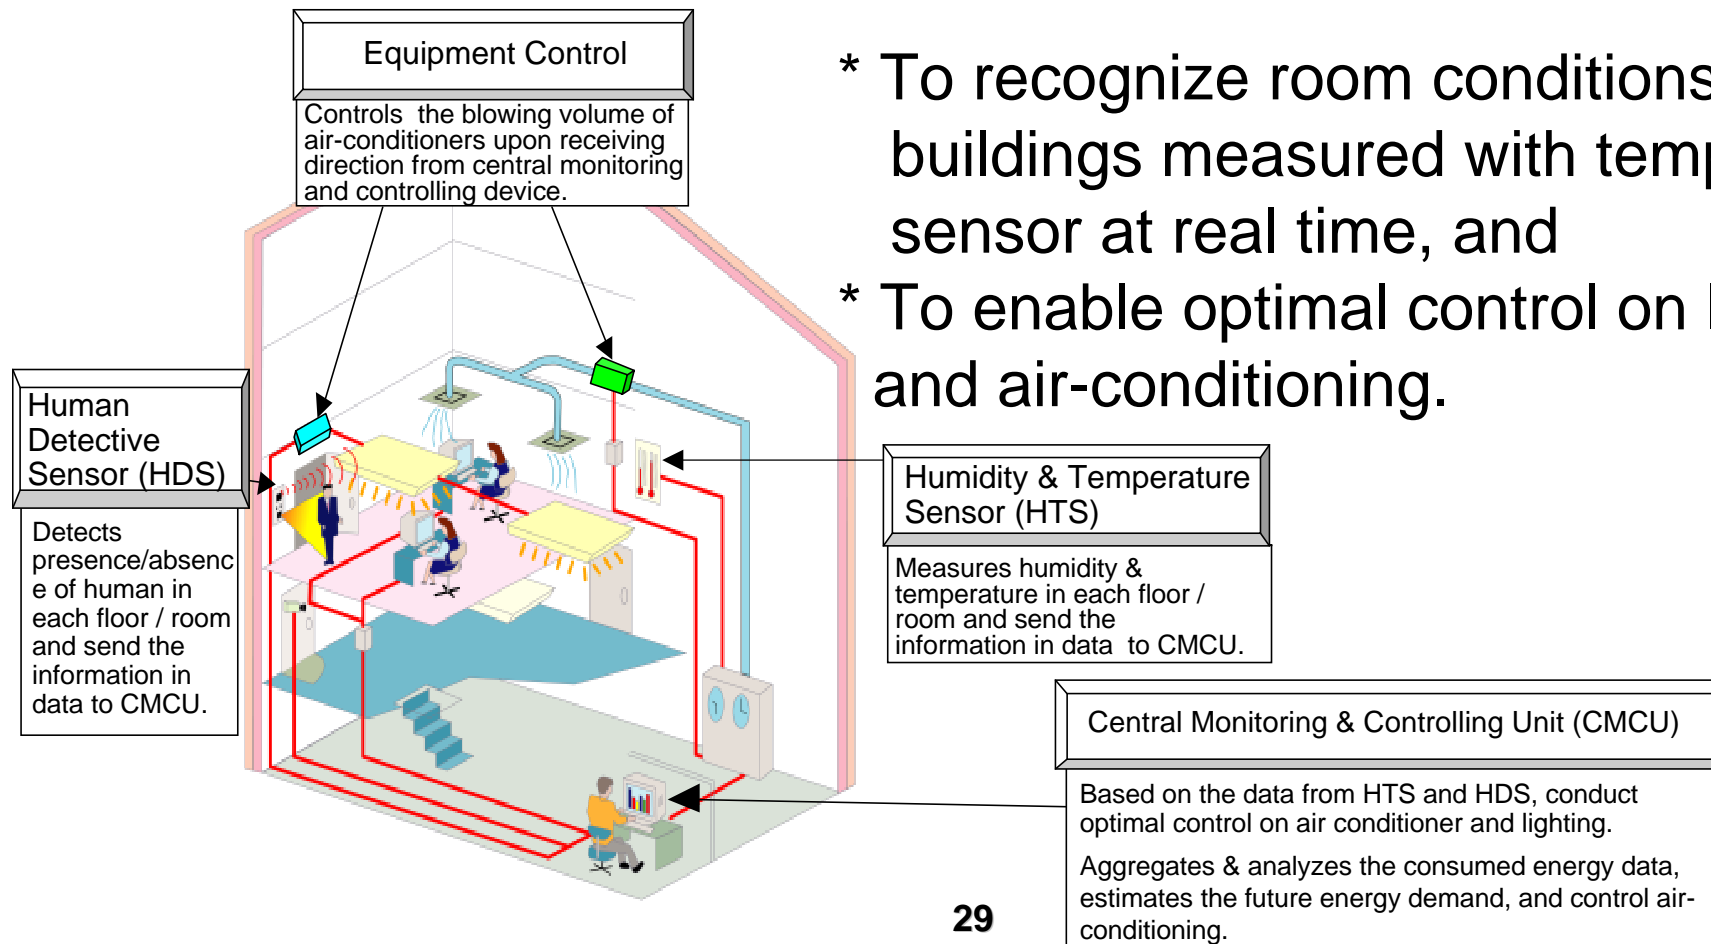 Equipment Control
Controls the blowing volume of
air-conditioners upon receiving
direction from central monitoring
and controlling device.
* To recognize room conditions
buildings measured with temp
sensor at real time, and
* To enable optimal control on
and air-conditioning.
Human
Detective
Sensor (HDS)
Detects
presence/absenc
e of human in
each floor / room
and send the
information in
data to CMCU.
Humidity & Temperature
Sensor (HTS)
Measures humidity &
temperature in each floor /
room and send the
information in data to CMCU.
Central Monitoring & Controlling Unit (CMCU)
Based on the data from HTS and HDS, conduct
optimal control on air conditioner and lighting.
Aggregates & analyzes the consumed energy data,
estimates the future energy demand, and control air-
conditioning.
29